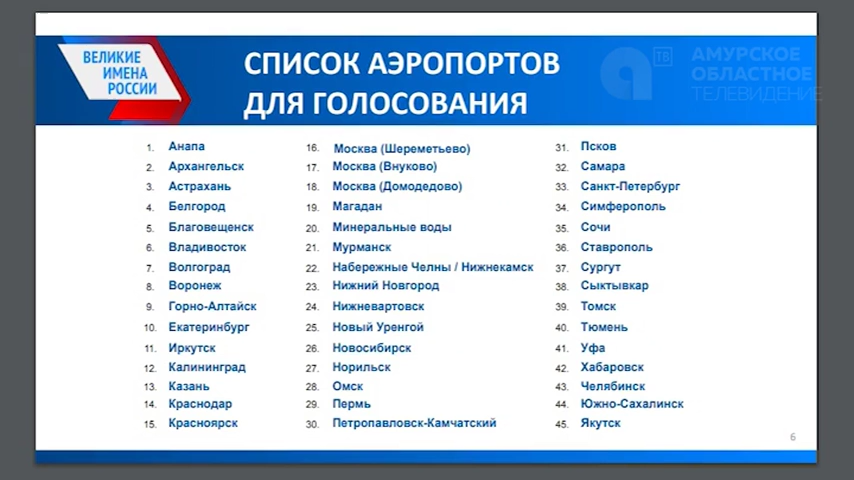 ВЕЛИКИЕ
ИМЕНА
РОССИИ
СПИСОК АЭРОПОРТОВ
ДЛЯ ГОЛОСОВАНИЯ
ТВ
АМУРСКОЕ
ОБЛАСТНОЕ
ТЕЛЕВИДЕНИЕ
1. Анапа
2. Архангельск
3. Астрахань
4. Белгород
5. Благовещенск
6. Владивосток
7. Волгоград
8. Воронеж
9. Горно-Алтайск
10. Екатеринбург
11. Иркутск
12. Калининград
13. Казань
14. Краснодар
15. Красноярск
16. Москва (Шереметьево)
17. Москва (Внуково)
18. Москва (Домодедово)
19. Магадан
20. Минеральные воды
21. Мурманск
22. Набережные Челны / Нижнекамск
23. Нижний Новгород
24. Нижневартовск
25. Новый Уренгой
26. Новосибирск
27. Норильск
28. Омск
29. Пермь
30. Петропавловск-Камчатский
31. Псков
32. Самара
33. Санкт-Петербург
34. Симферополь
35. Сочи
36. Ставрополь
37. Сургут
38. Сыктывкар
39. Томск
40. Тюмень
41. Уфа
42. Хабаровск
43. Челябинск
44. Южно-Сахалинск
45. Якутск
6